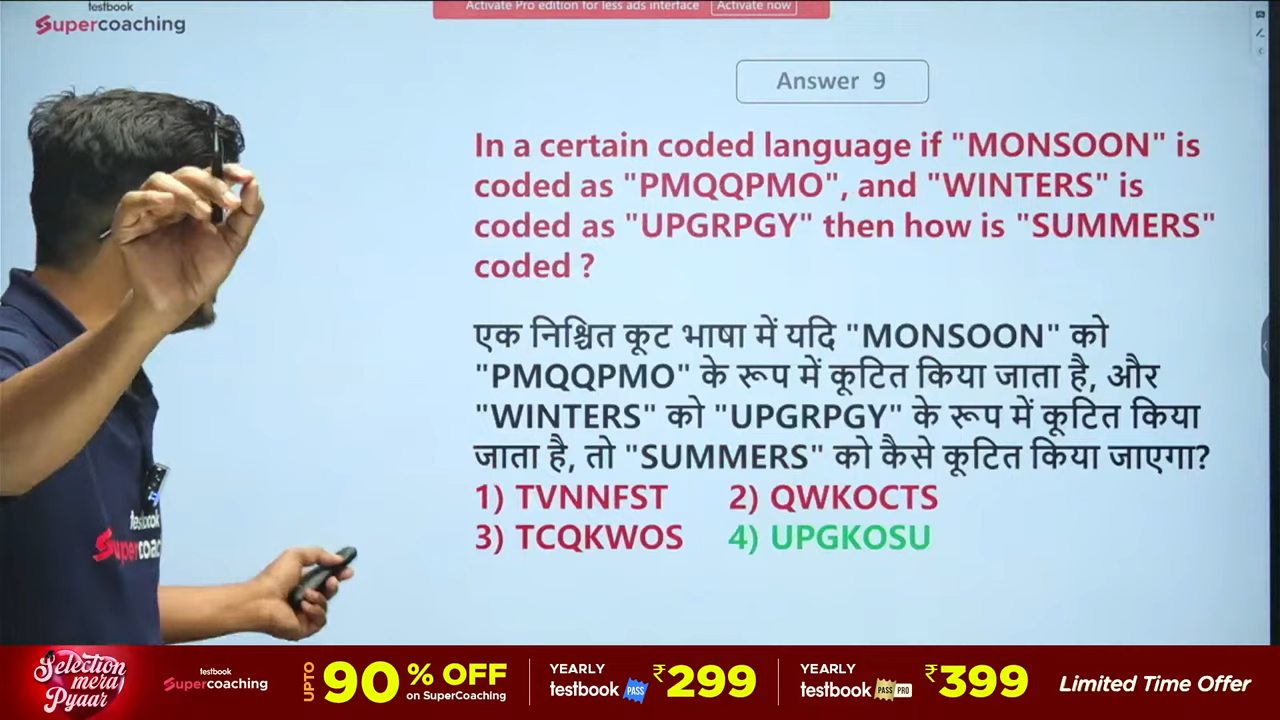 testbook
Supercoaching
Activate Pro edition for less ads interface Activate now
Answer 9
In a certain coded language if "MONSOON" is
coded as "PMQQPMO", and "WINTERS" is
coded as "UPGRPGY" then how is "SUMMERS"
coded ?
एक निश्चित कूट भाषा में यदि "MONSOON" को
"PMQQPMO" के रूप में कूटित किया जाता है, और
"WINTERS" को "UPGRPGY" के रूप में कूटित किया
जाता है, तो "SUMMERS" को कैसे कूटित किया जाएगा?
1) TVNNFST 2) QWKOCTS
3) TCQKWOS 4) UPGKOSU
testbook
Supercoac
Selection mera Pyaar
testbook
Supercoaching
UPTO 90 % OFF on SuperCoaching
YEARLY testbook PASS ₹299
YEARLY testbook PASS PRO ₹399
Limited Time Offer